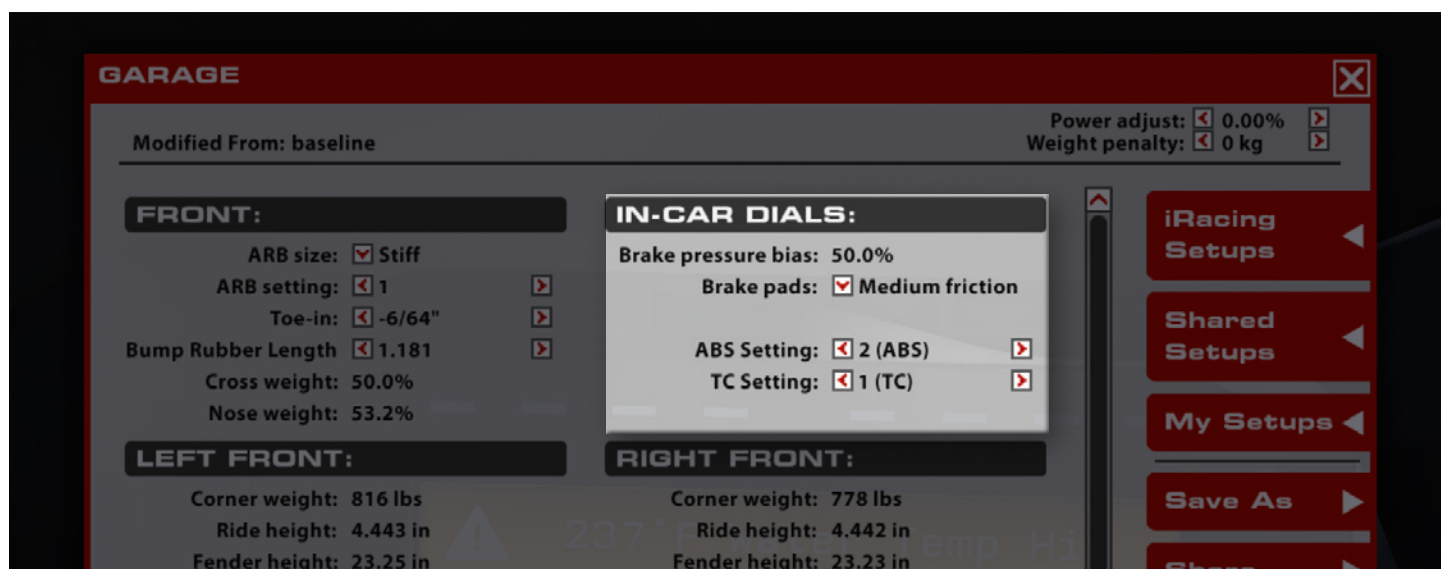 GARAGE
Modified From: baseline
Power adjust: 0.00%
Weight penalty: 0 kg
FRONT:
ARB size: Stiff
ARB setting: 1
Toe-in: -6/64"
Bump Rubber Length 1.181
Cross weight: 50.0%
Nose weight: 53.2%
IN-CAR DIALS:
Brake pressure bias: 50.0%
Brake pads: Medium friction
ABS Setting: 2 (ABS)
TC Setting: 1 (TC)
LEFT FRONT:
Corner weight: 816 lbs
Ride height: 4.443 in
Fender height: 23.25 in
RIGHT FRONT:
Corner weight: 778 lbs
Ride height: 4.442 in
Fender height: 23.23 in
237°F Temp Hi
iRacing
Setups
Shared
Setups
My Setups
Save As
Share